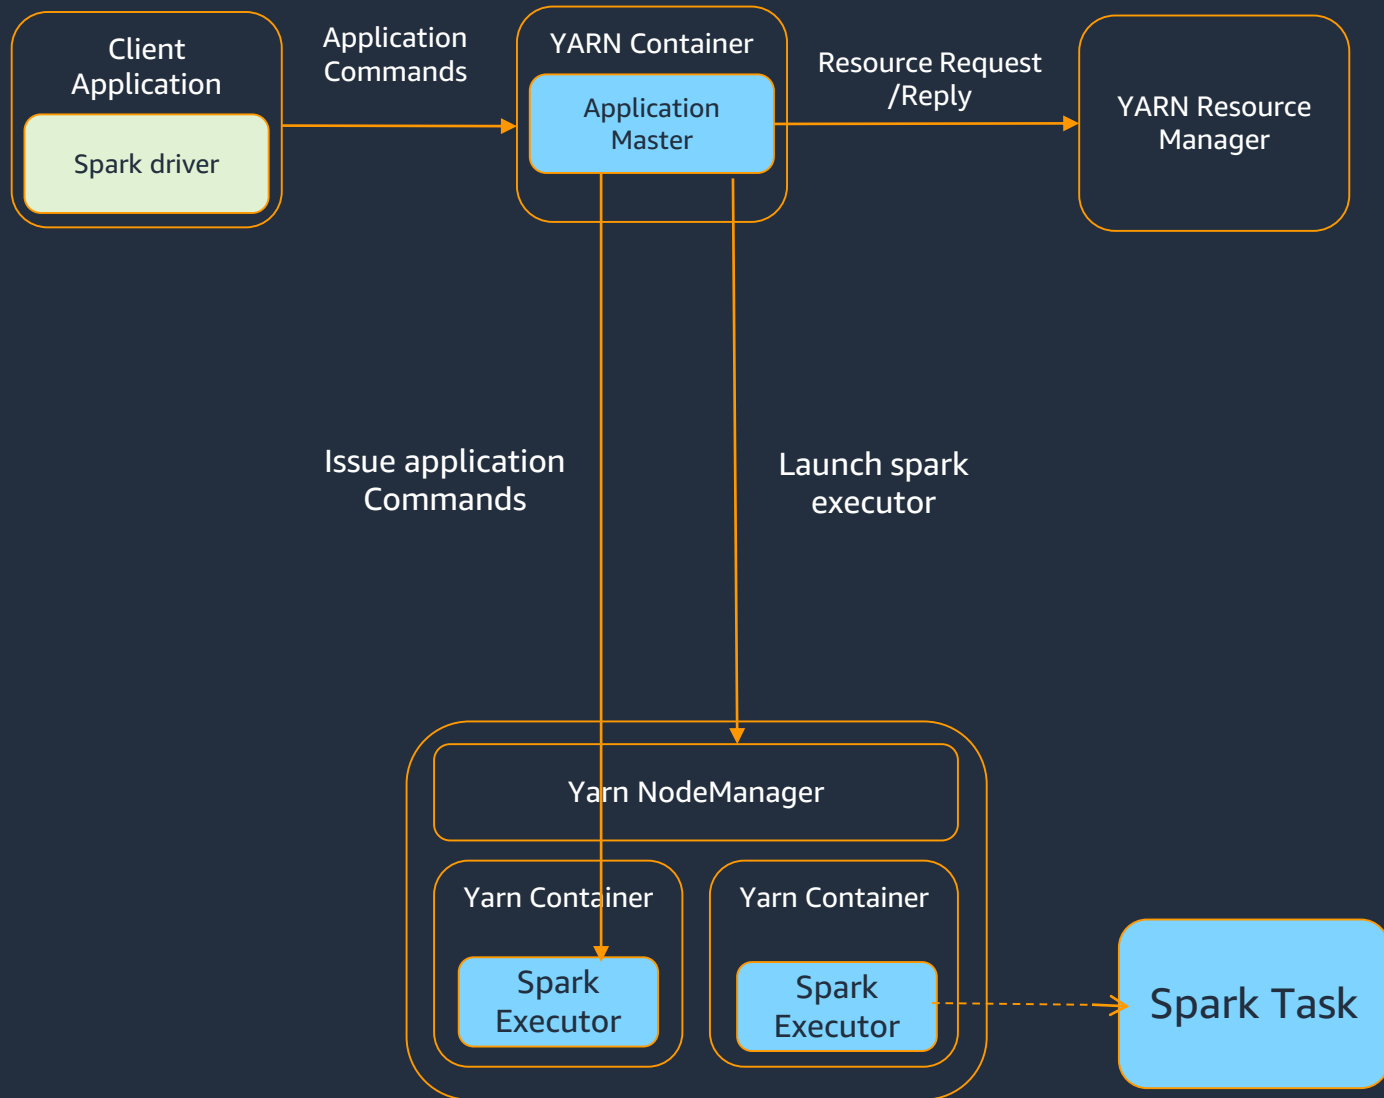 Client
Application
Spark driver
Application
Commands
YARN Container
Application
Master
Resource Request
/Reply
YARN Resource
Manager
Issue application
Commands
Launch spark
executor
Yarn NodeManager
Yarn Container
Spark
Executor
Yarn Container
Spark
Executor
Spark Task